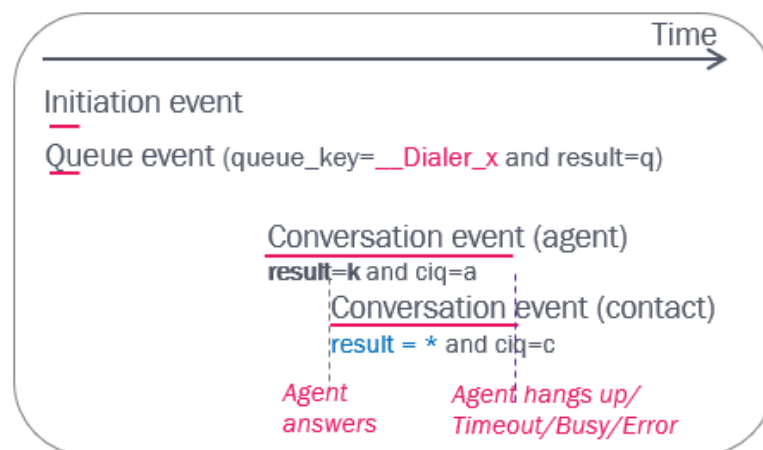 Time
Initiation event
Queue event (queue_key=__Dialer_x and result=q)
Conversation event (agent)
result=k and ciq=a
Conversation event (contact)
result = * and ciq=c
Agent
answers
Agent hangs up/
Timeout/Busy/Error